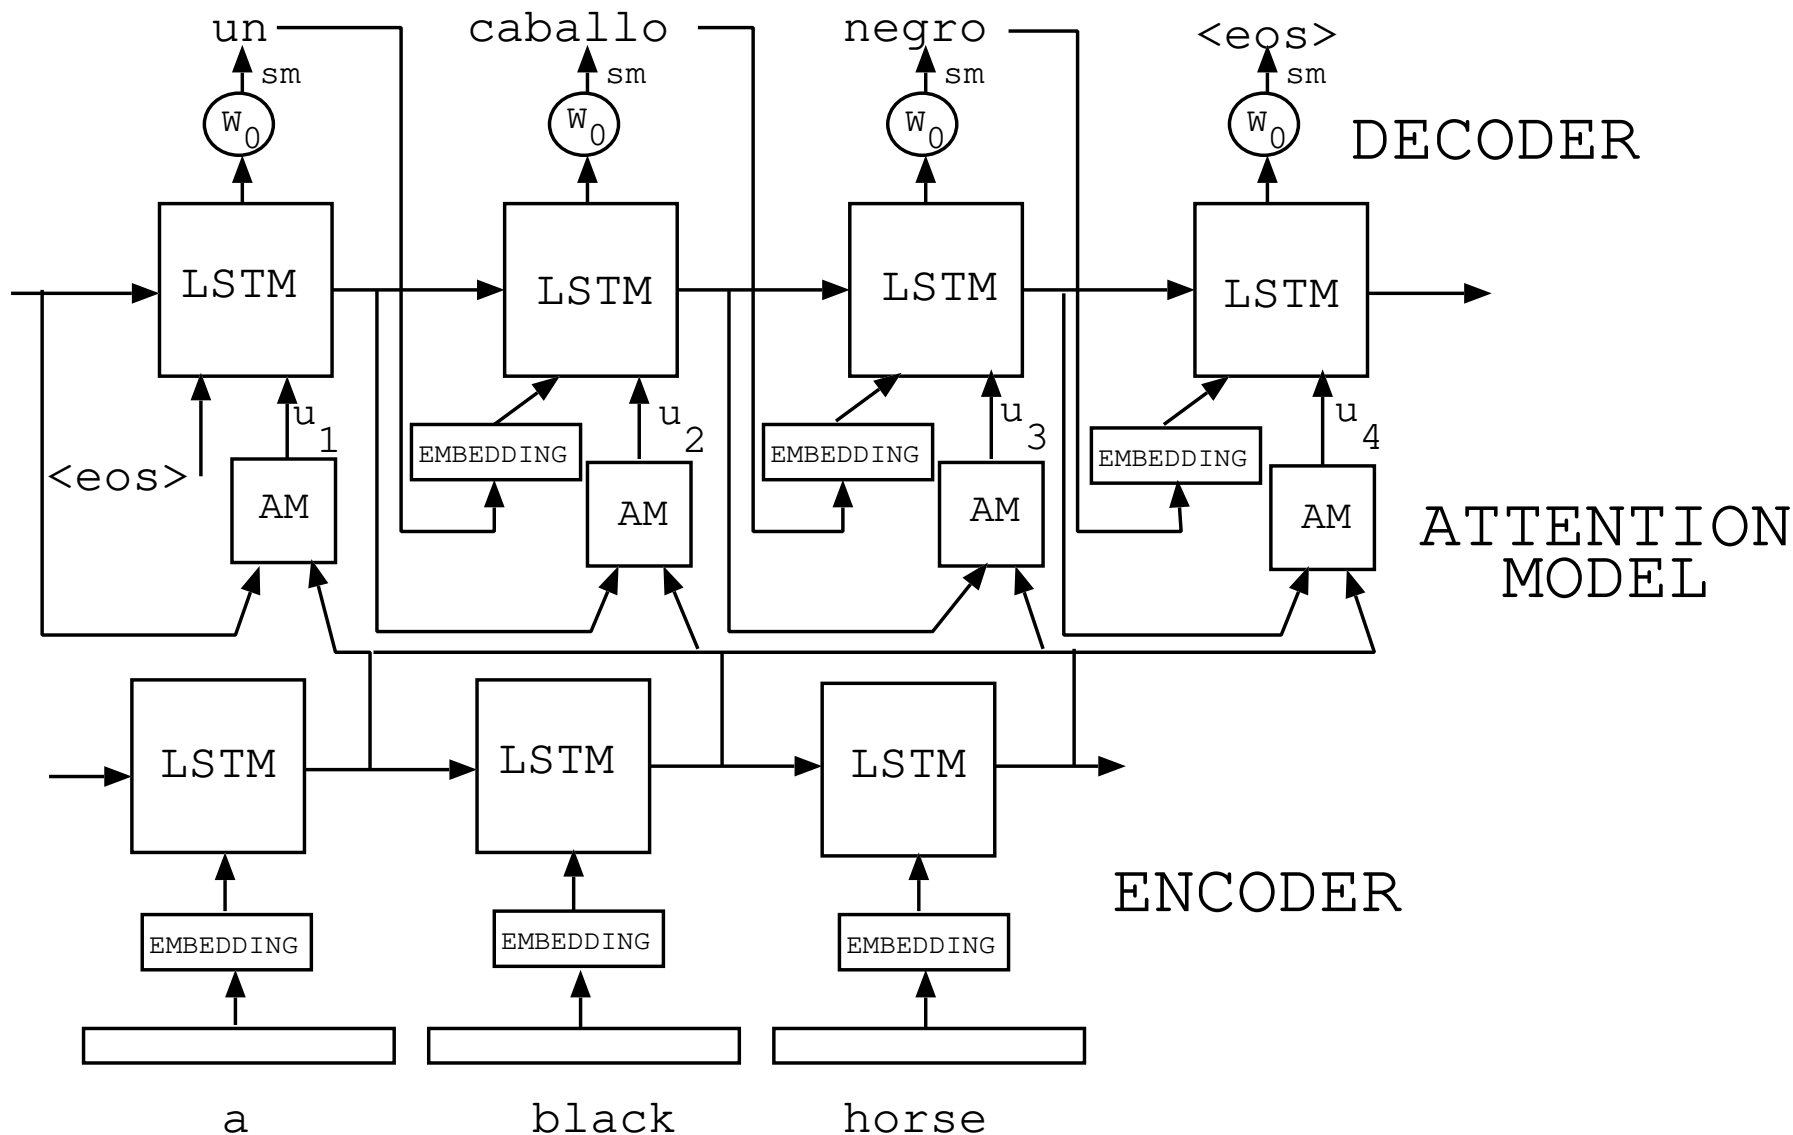 un caballo negro <eos>
sm sm sm sm
W0 W0 W0 W0
DECODER
LSTM LSTM LSTM LSTM
u1 u2 u3 u4
EMBEDDING EMBEDDING EMBEDDING
<eos>
AM AM AM AM
ATTENTION
MODEL
LSTM LSTM LSTM
ENCODER
EMBEDDING EMBEDDING EMBEDDING
a black horse